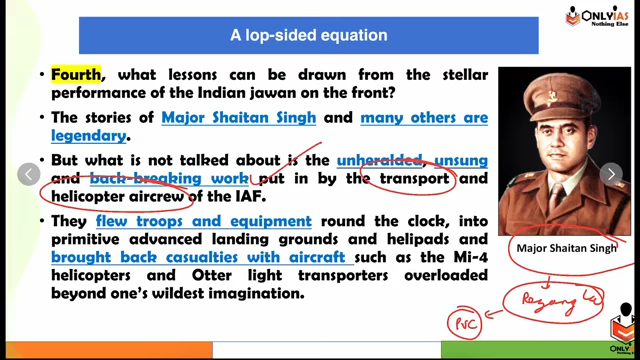 ONLYIAS
Nothing Else
A lop-sided equation
• Fourth, what lessons can be drawn from the stellar
performance of the Indian jawan on the front?
• The stories of Major Shaitan Singh and many others are
legendary.
• But what is not talked about is the unheralded, unsung
and back-breaking work put in by the transport and
helicopter aircrew of the IAF.
• They flew troops and equipment round the clock, into
primitive advanced landing grounds and helipads and
brought back casualties with aircraft such as the Mi-4
helicopters and Otter light transporters overloaded
beyond one's wildest imagination.
Major Shaitan Singh
Rezang La
PVC
ONLY